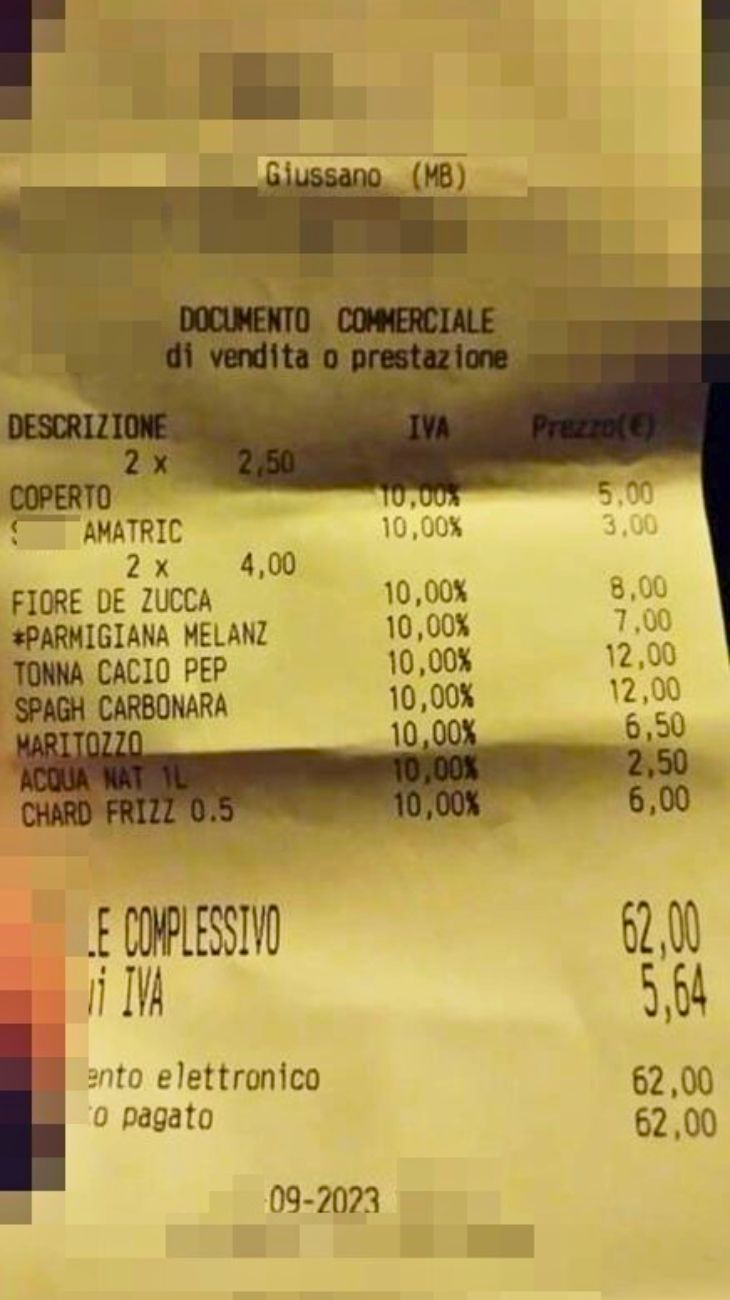 Giussano (MB)
DOCUMENTO COMMERCIALE
di vendita o prestazione
DESCRIZIONE IVA Prezzo(€)
2 x 2,50
COPERTO 10,00% 5,00
AMATRIC 10,00% 3,00
2 x 4,00
FIORE DE ZUCCA 10,00% 8,00
*PARMIGIANA MELANZ 10,00% 7,00
TONNA CACIO PEP 10,00% 12,00
SPAGH CARBONARA 10,00% 12,00
MARITOZZO 10,00% 6,50
ACQUA NAT 1L 10,00% 2,50
CHARD FRIZZ 0.5 10,00% 6,00
LE COMPLESSIVO 62,00
ui IVA 5,64
ento elettronico 62,00
to pagato 62,00
09-2023